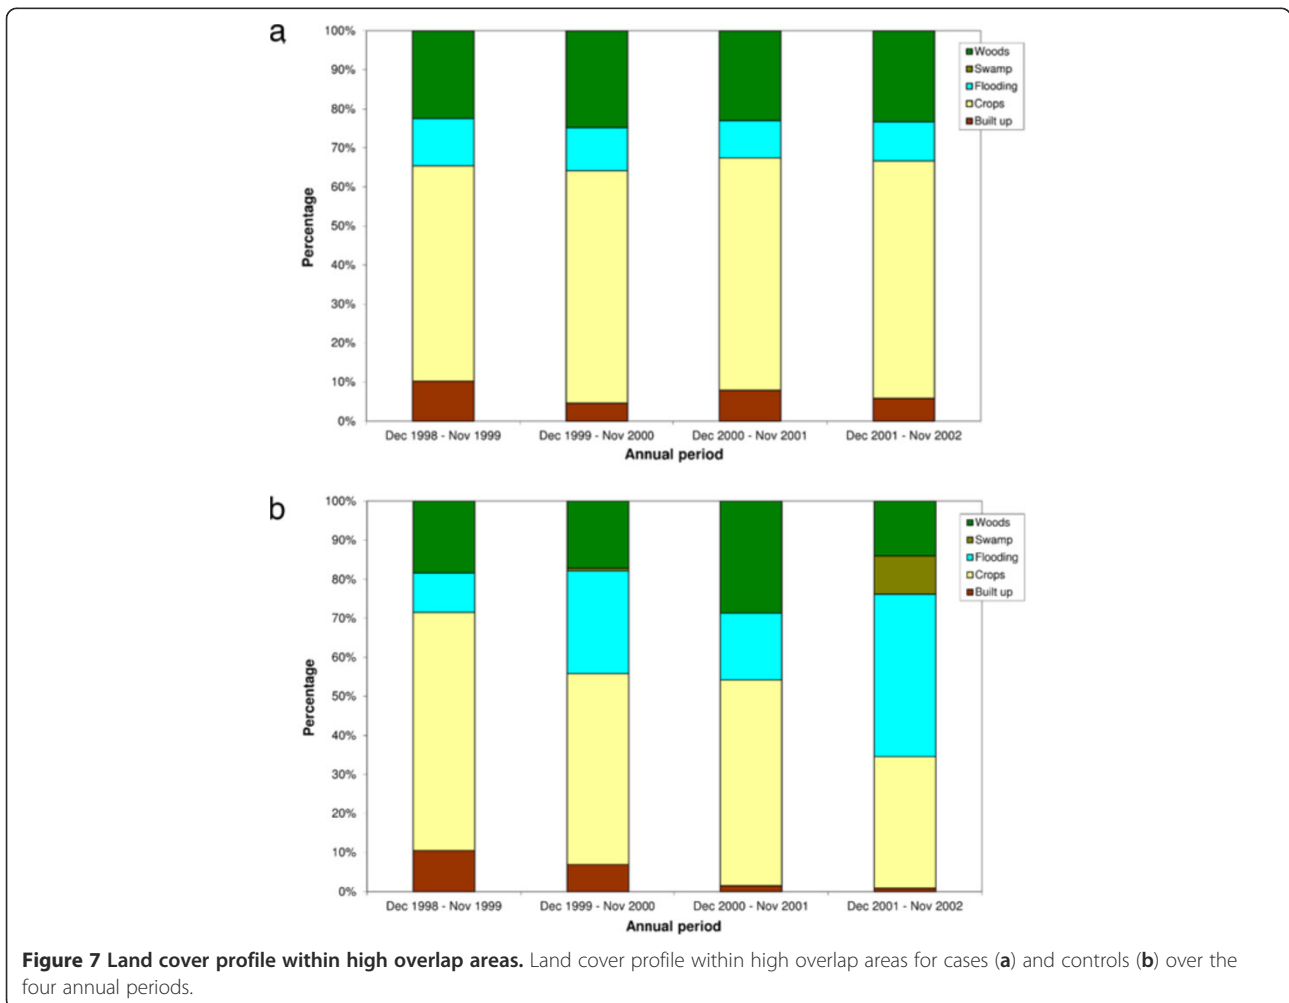 a
100%
90%
80%
70%
60%
50%
40%
30%
20%
10%
0%
Percentage
Woods
Swamp
Flooding
Crops
Built up
Dec 1998 - Nov 1999 Dec 1999 - Nov 2000 Dec 2000 - Nov 2001 Dec 2001 - Nov 2002
Annual period
b
100%
90%
80%
70%
60%
50%
40%
30%
20%
10%
0%
Percentage
Woods
Swamp
Flooding
Crops
Built up
Dec 1998 - Nov 1999 Dec 1999 - Nov 2000 Dec 2000 - Nov 2001 Dec 2001 - Nov 2002
Annual period
Figure 7 Land cover profile within high overlap areas. Land cover profile within high overlap areas for cases (a) and controls (b) over the
four annual periods.